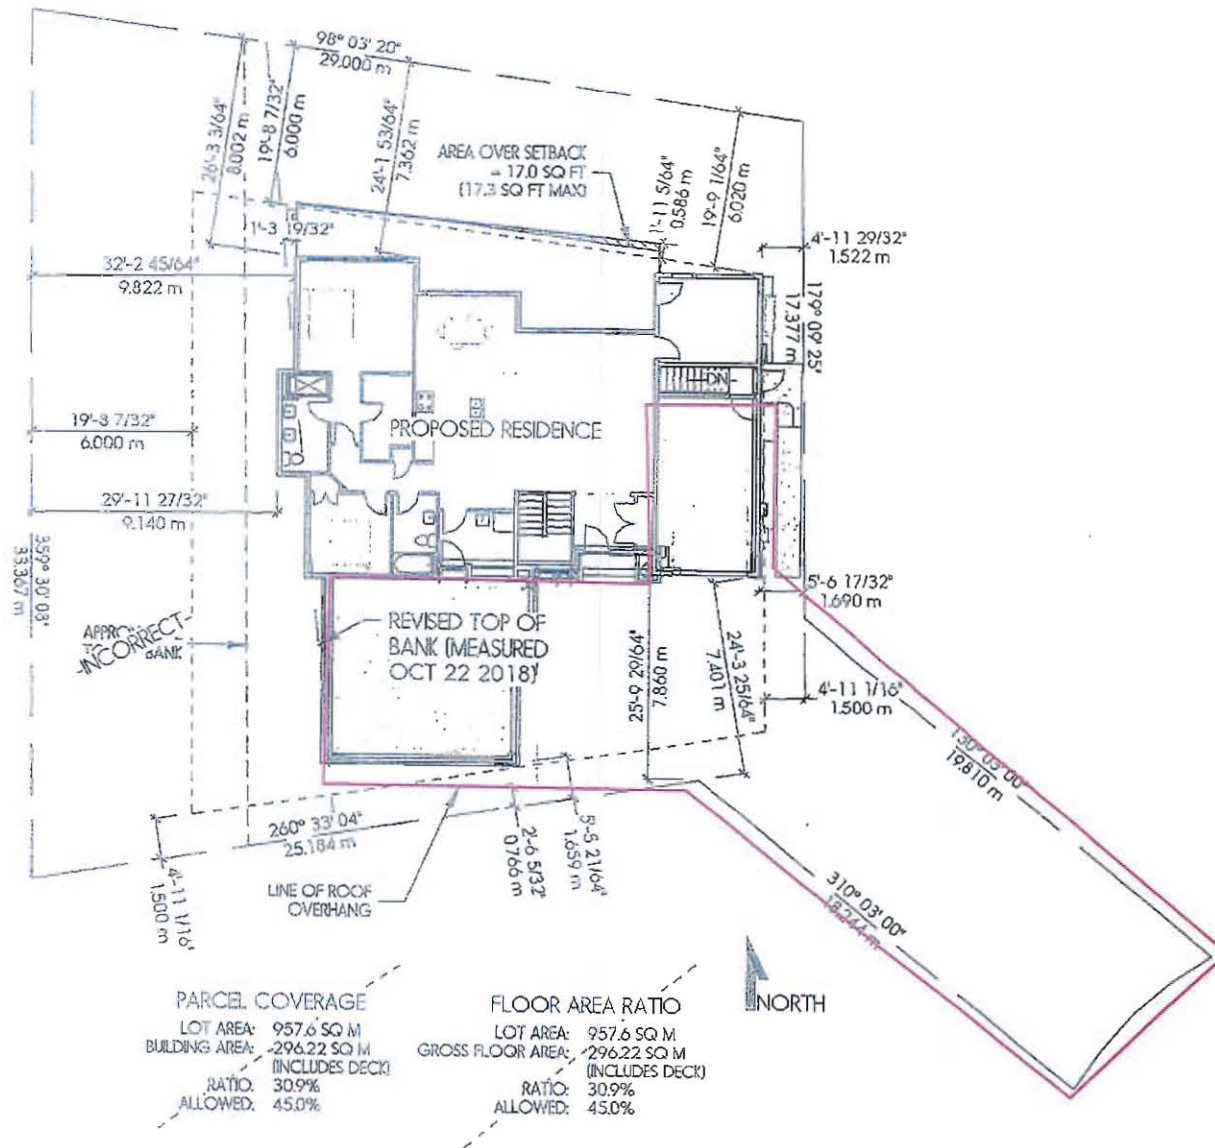 98° 03' 20"
29.000 m
26'-3 3/64"
8.002 m
19'-8 7/32"
6.000 m
24'-1 53/64"
7.362 m
AREA OVER SETBACK
= 17.0 SQ FT
(17.3 SQ FT MAX)
1'-11 5/64"
0.586 m
19'-9 1/64"
6.020 m
4'-11 29/32"
1.522 m
1'-3 19/32"
32'-2 45/64"
9.822 m
179° 09' 25"
17.377 m
DN
19'-8 7/32"
6.000 m
PROPOSED RESIDENCE
29'-11 27/32"
9.140 m
359° 30' 08"
33.367 m
5'-6 17/32"
1.690 m
-INCORRECT-
BANK
REVISED TOP OF
BANK (MEASURED
OCT 22 2018)
25'-9 29/64"
7.860 m
24'-3 25/64"
7.401 m
4'-11 1/16"
1.500 m
130° 03' 00"
19.810 m
260° 33' 04"
25.184 m
4'-11 1/16"
1.500 m
2'-6 5/32"
0.766 m
5'-5 21/64"
1.659 m
LINE OF ROOF
OVERHANG
310° 03' 00"
18.244 m
NORTH
PARCEL COVERAGE
LOT AREA: 957.6 SQ M
BUILDING AREA: 296.22 SQ M
(INCLUDES DECK)
RATIO: 30.9%
ALLOWED: 45.0%
FLOOR AREA RATIO
LOT AREA: 957.6 SQ M
GROSS FLOOR AREA: 296.22 SQ M
(INCLUDES DECK)
RATIO: 30.9%
ALLOWED: 45.0%